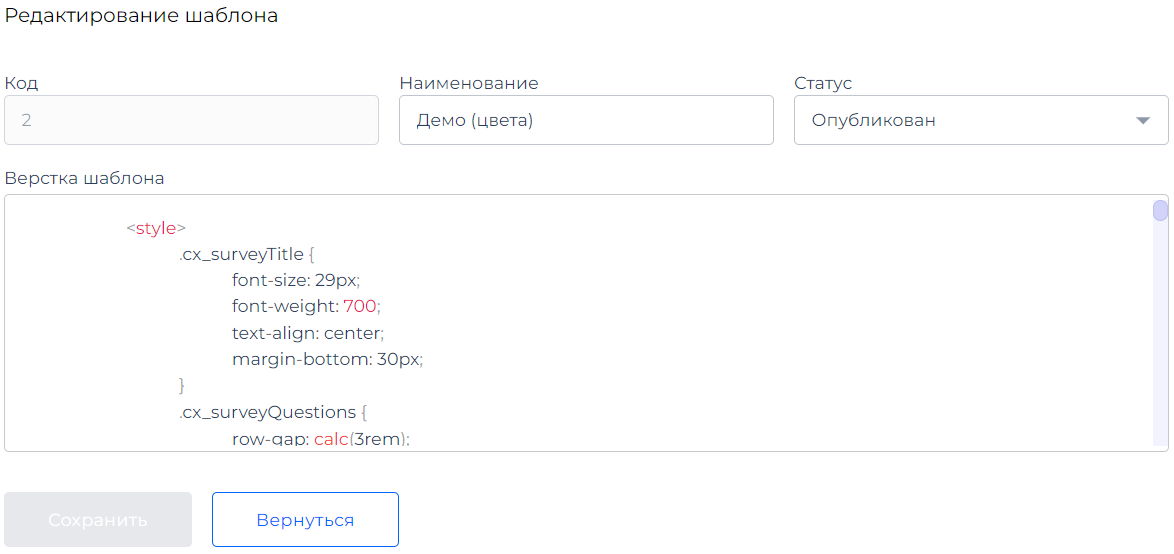 Редактирование шаблона
Код
Наименование
Статус
2
Демо (цвета)
Опубликован
Верстка шаблона
<style>
.cx_surveyTitle {
font-size: 29px;
font-weight: 700;
text-align: center;
margin-bottom: 30px;
}
.cx_surveyQuestions {
row-gap: calc(3rem);
Сохранить
Вернуться